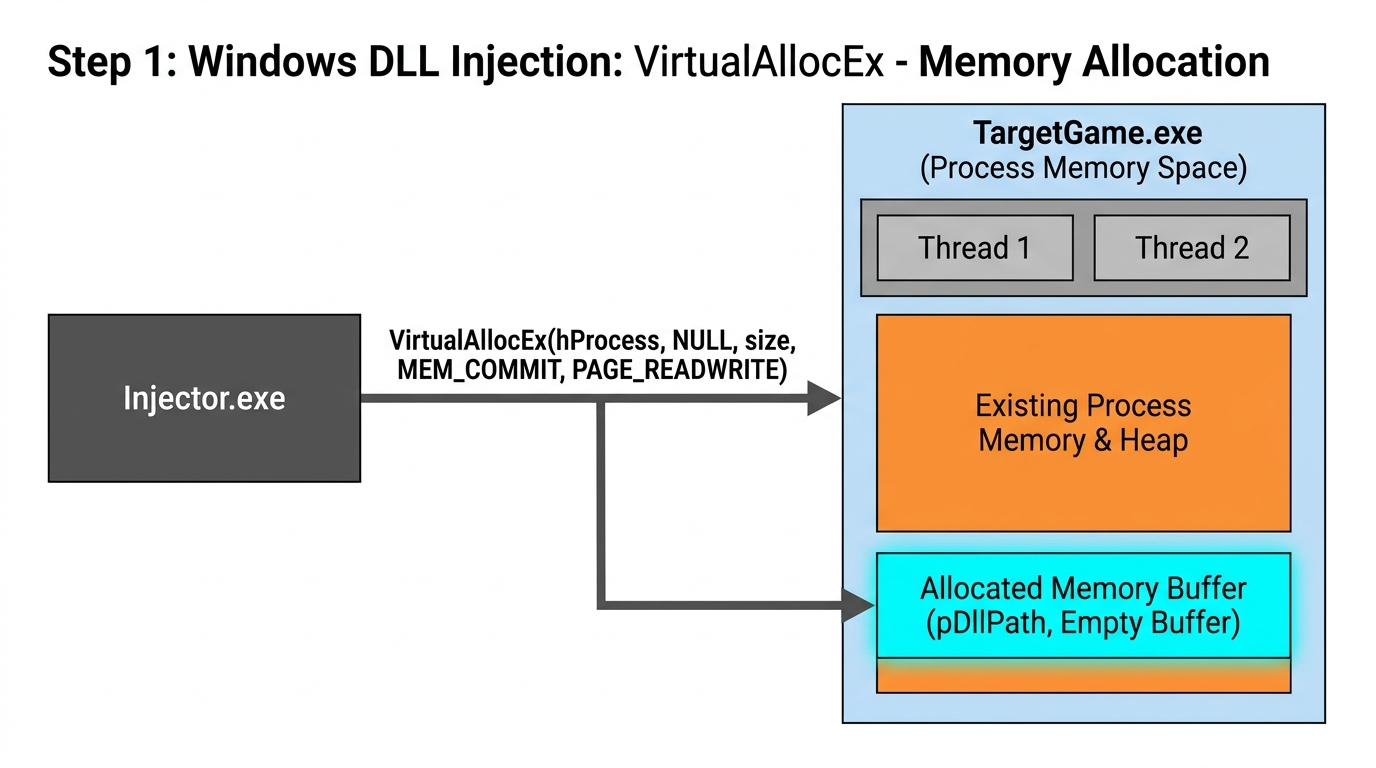 Step 1: Windows DLL Injection: VirtualAllocEx - Memory Allocation
TargetGame.exe
(Process Memory Space)
Thread 1
Thread 2
Injector.exe
VirtualAllocEx(hProcess, NULL, size,
MEM_COMMIT, PAGE_READWRITE)
Existing Process
Memory & Heap
Allocated Memory Buffer
(pDllPath, Empty Buffer)